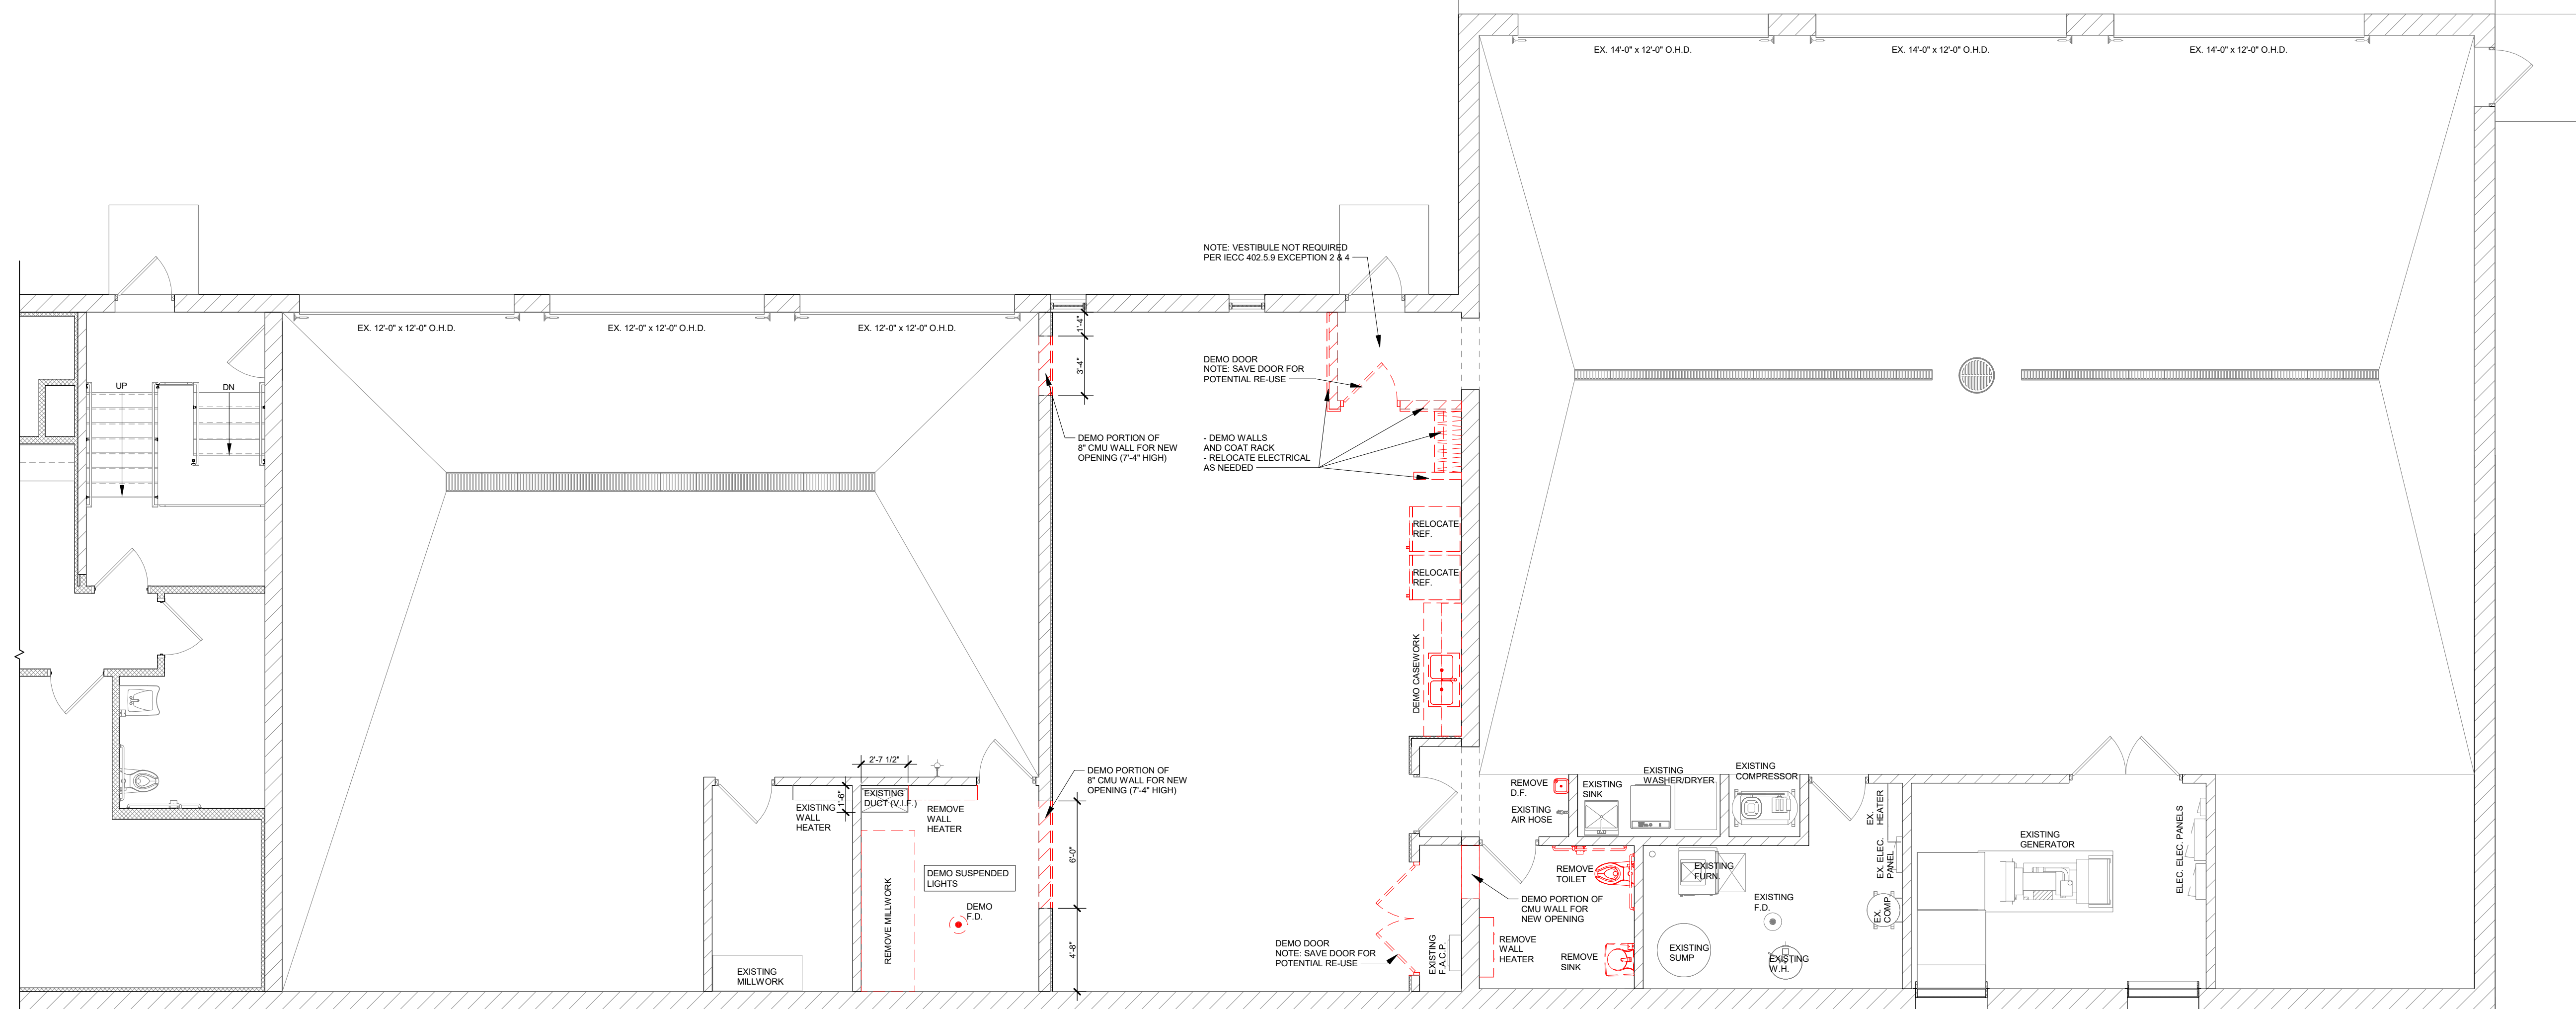 EX. 14'-0" x 12'-0" O.H.D.
EX. 14'-0" x 12'-0" O.H.D.
EX. 14'-0" x 12'-0" O.H.D.
NOTE: VESTIBULE NOT REQUIRED
PER IECC 402.5.9 EXCEPTION 2 & 4
EX. 12'-0" x 12'-0" O.H.D.
EX. 12'-0" x 12'-0" O.H.D.
EX. 12'-0" x 12'-0" O.H.D.
1'-4"
3'-4"
UP
DN
DEMO DOOR
NOTE: SAVE DOOR FOR
POTENTIAL RE-USE
DEMO PORTION OF
8" CMU WALL FOR NEW
OPENING (7'-4" HIGH)
- DEMO WALLS
AND COAT RACK
- RELOCATE ELECTRICAL
AS NEEDED
RELOCATE
REF.
RELOCATE
REF.
DEMO CASEWORK
2'-7 1/2"
1'-6"
EXISTING
WALL
HEATER
EXISTING
DUCT (V.I.F.)
REMOVE
WALL
HEATER
DEMO PORTION OF
8" CMU WALL FOR NEW
OPENING (7'-4" HIGH)
6'-0"
4'-8"
REMOVE MILLWORK
DEMO SUSPENDED
LIGHTS
DEMO
F.D.
EXISTING
MILLWORK
DEMO DOOR
NOTE: SAVE DOOR FOR
POTENTIAL RE-USE
EXISTING
F.A.C.P.
REMOVE
D.F.
EXISTING
AIR HOSE
EXISTING
SINK
EXISTING
WASHER/DRYER
EXISTING
COMPRESSOR
REMOVE
TOILET
DEMO PORTION OF
CMU WALL FOR
NEW OPENING
REMOVE
WALL
HEATER
REMOVE
SINK
EXISTING
FURN.
EXISTING
F.D.
EXISTING
SUMP
EXISTING
W.H.
EX.
HEATER
EX. ELEC.
PANEL
EX.
COMP.
EXISTING
GENERATOR
ELEC. ELEC. PANELS